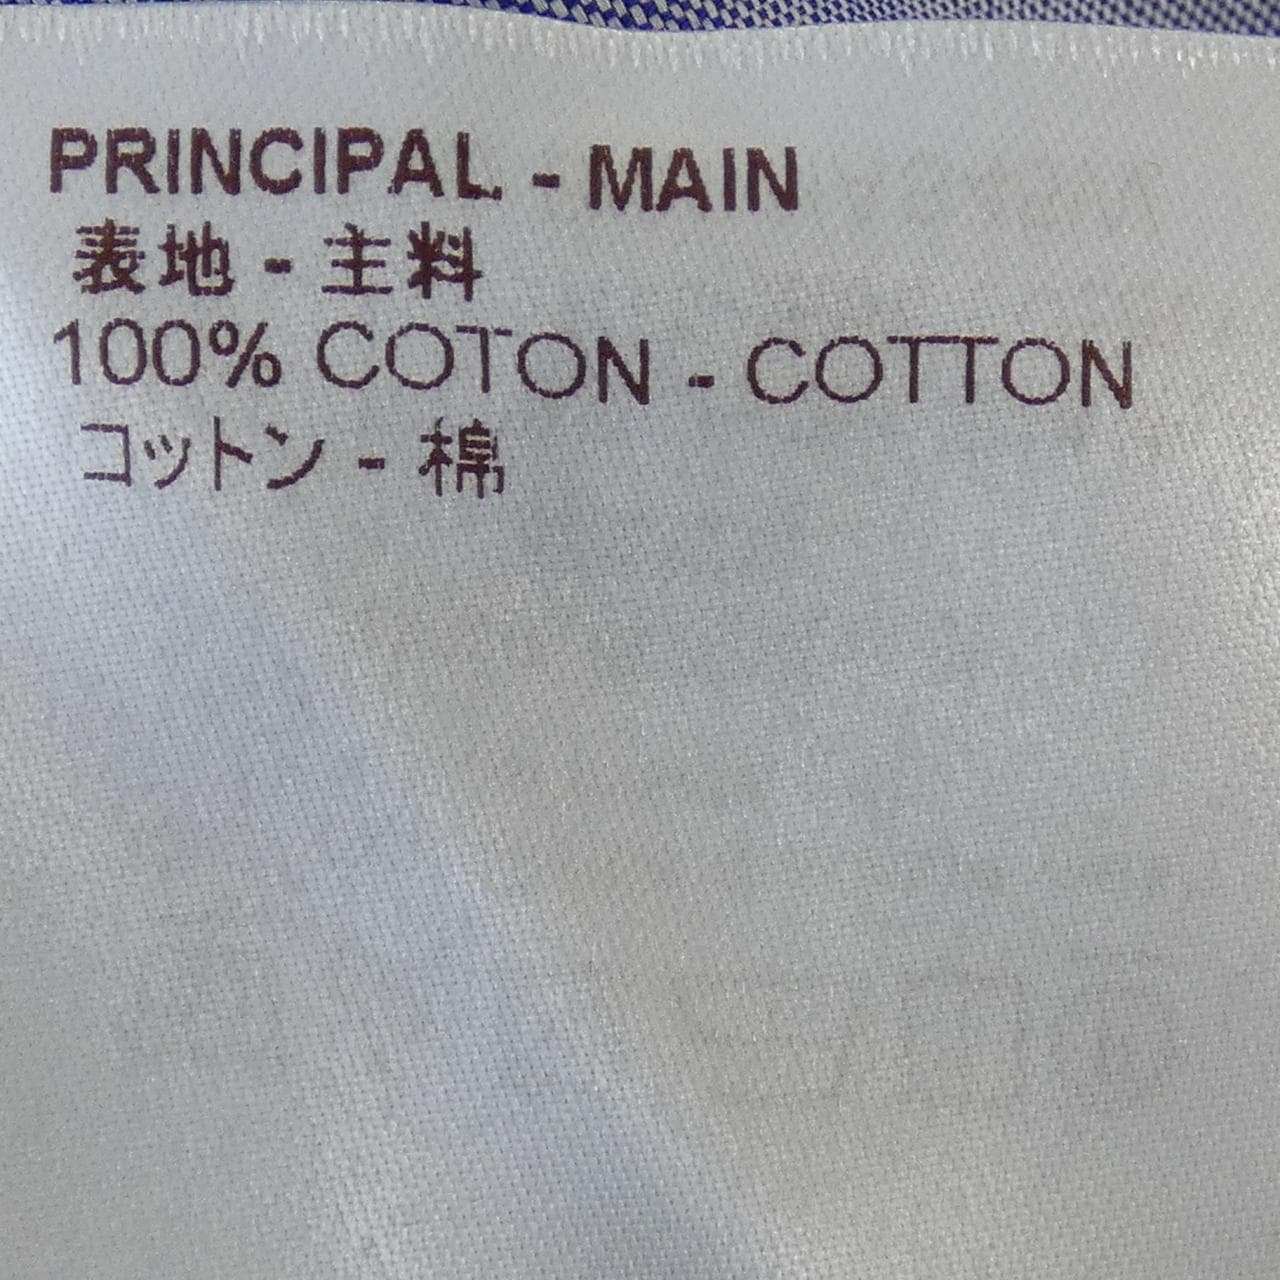 PRINCIPAL - MAIN
表地 - 主料
100% COTON - COTTON
コットン - 棉